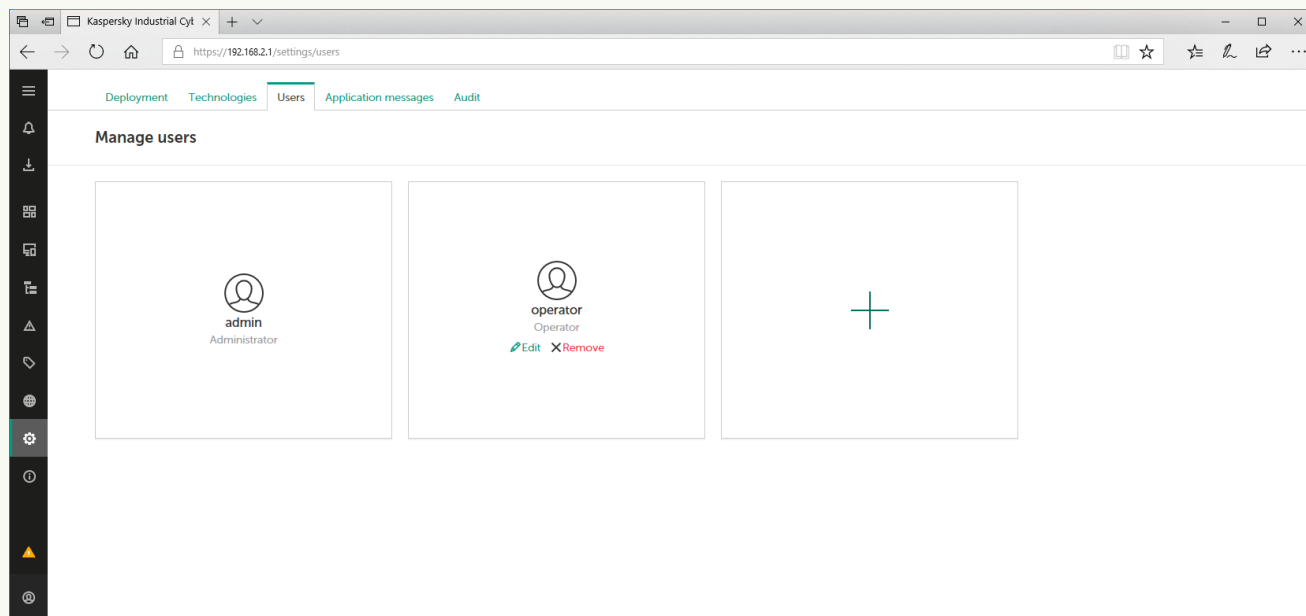 Kaspersky Industrial Cyb
https://192.168.2.1/settings/users
Deployment Technologies Users Application messages Audit
Manage users
admin
Administrator
operator
Operator
Edit Remove